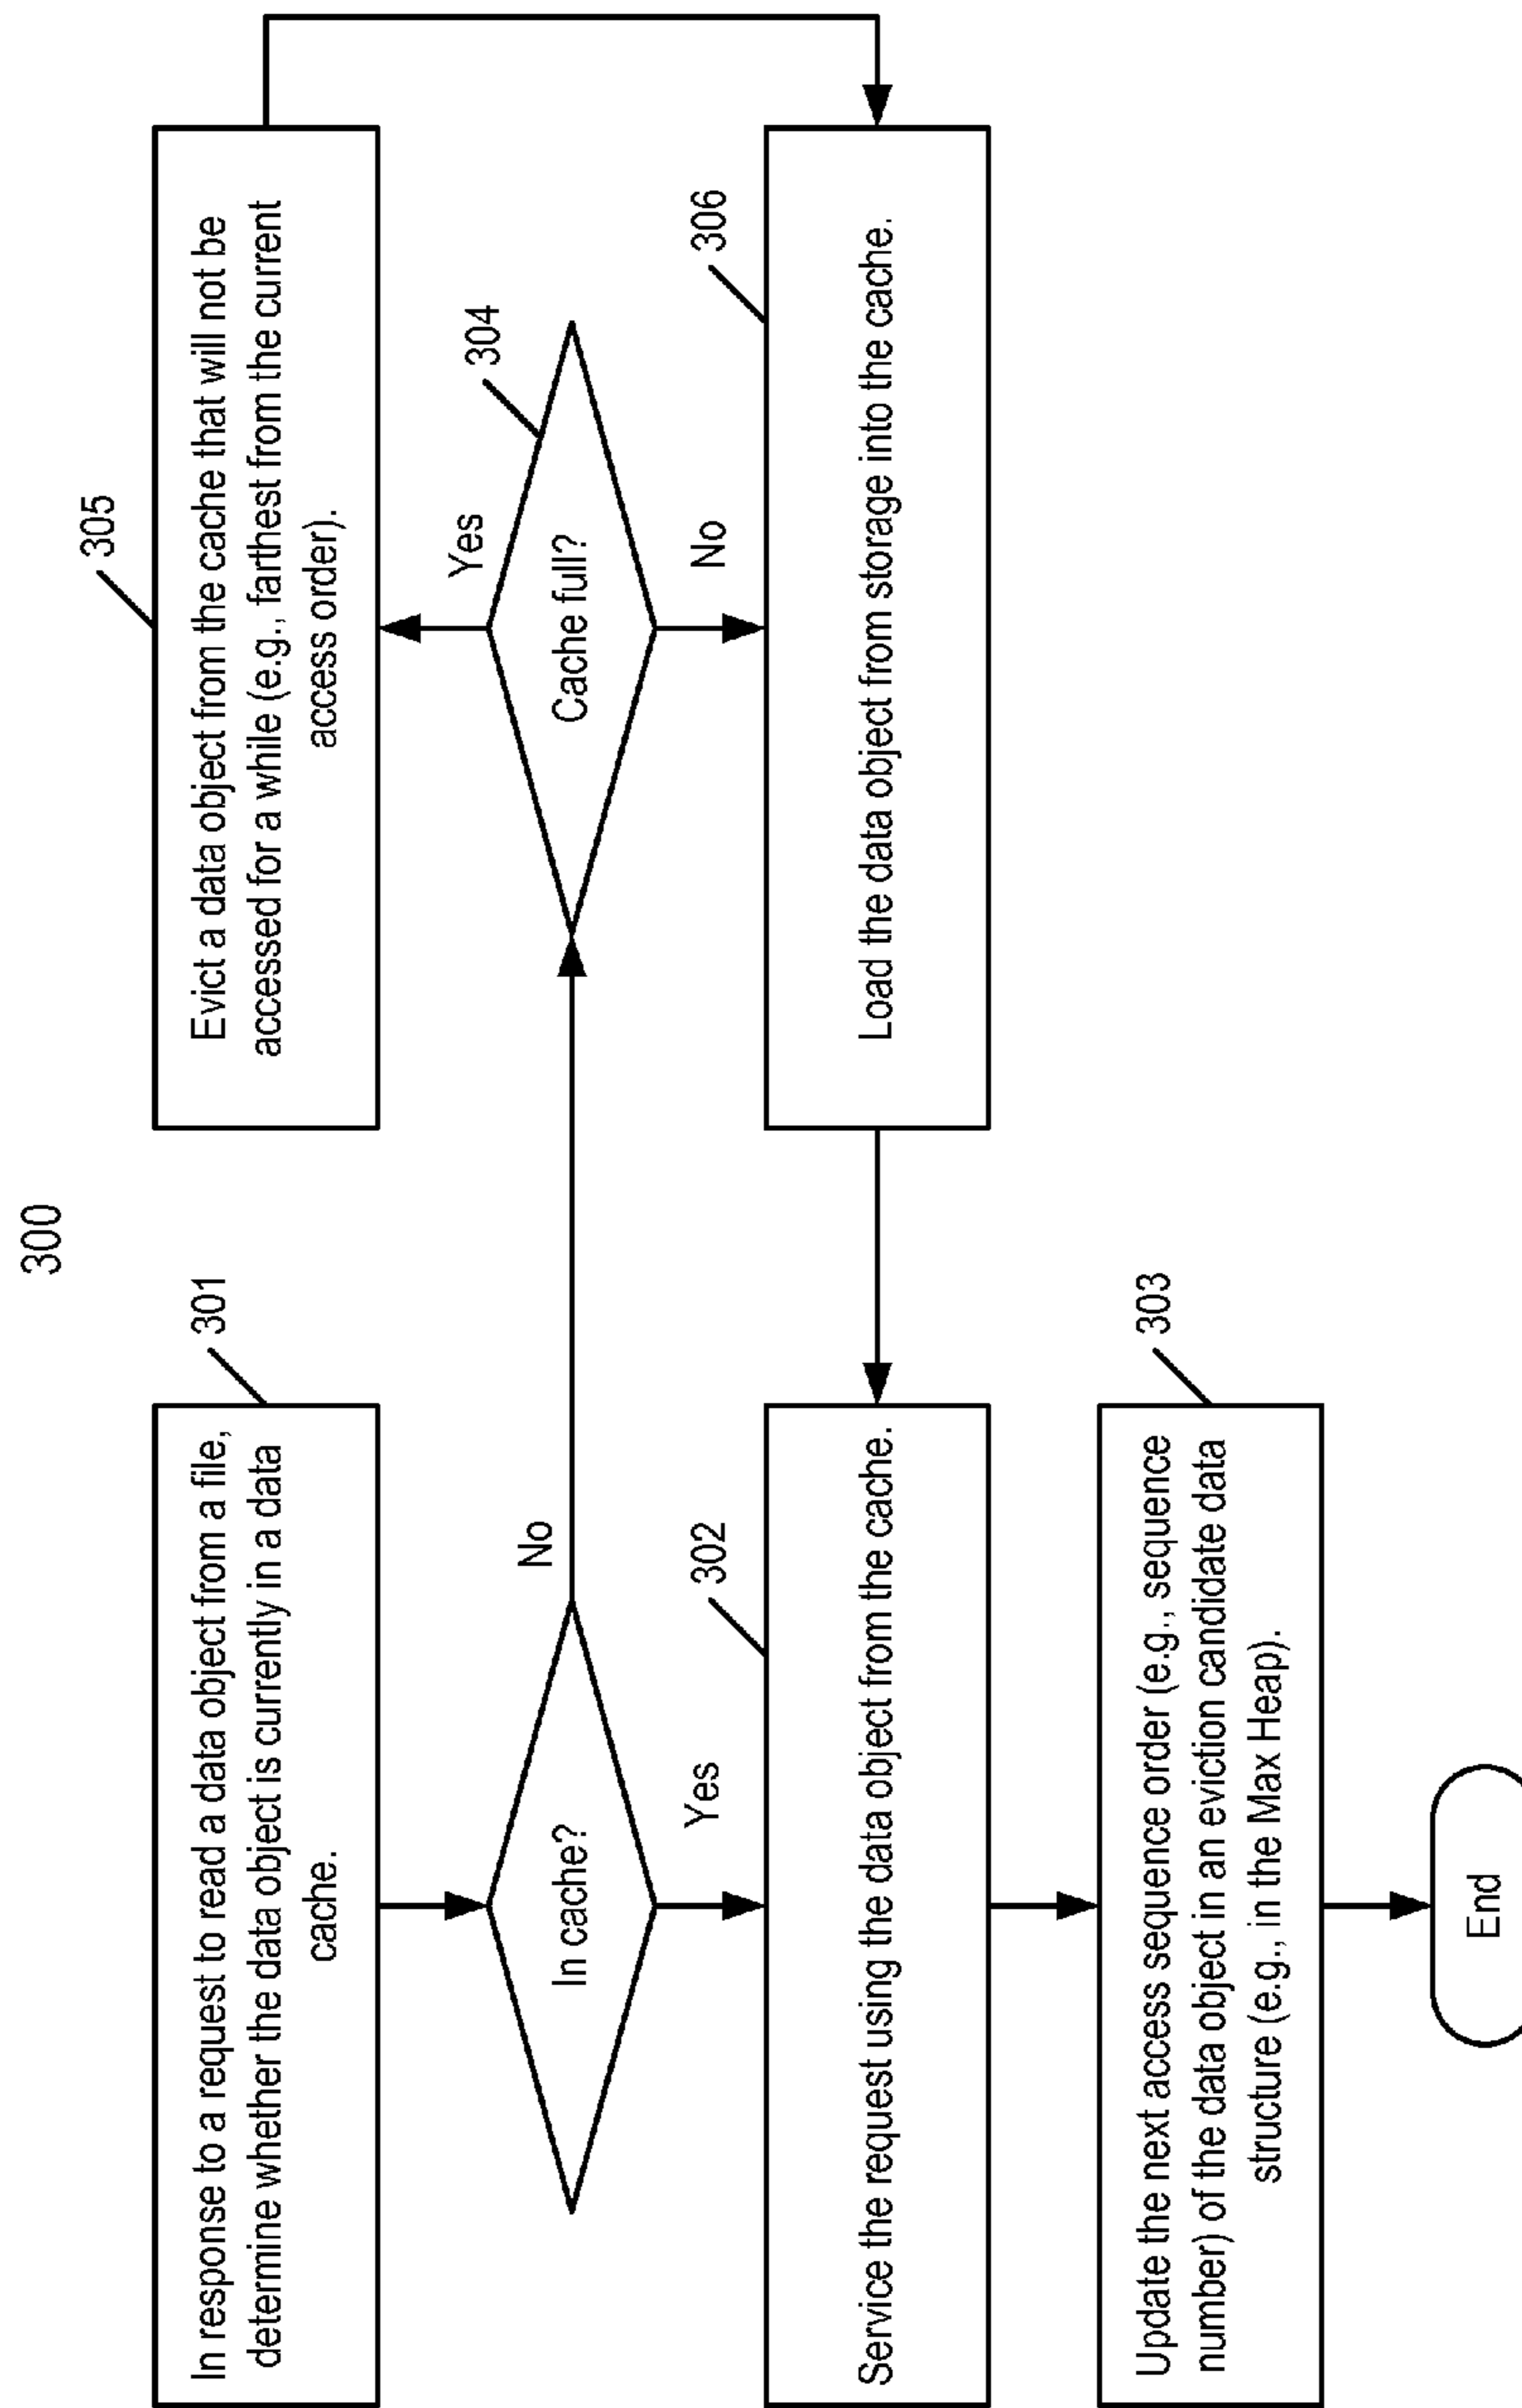 300
301
In response to a request to read a data object from a file,
determine whether the data object is currently in a data
cache.
In cache?
No
Yes
302
Service the request using the data object from the cache.
303
Update the next access sequence order (e.g., sequence
number) of the data object in an eviction candidate data
structure (e.g., in the Max Heap).
End
305
Evict a data object from the cache that will not be
accessed for a while (e.g., farthest from the current
access order).
Yes
304
Cache full?
No
306
Load the data object from storage into the cache.